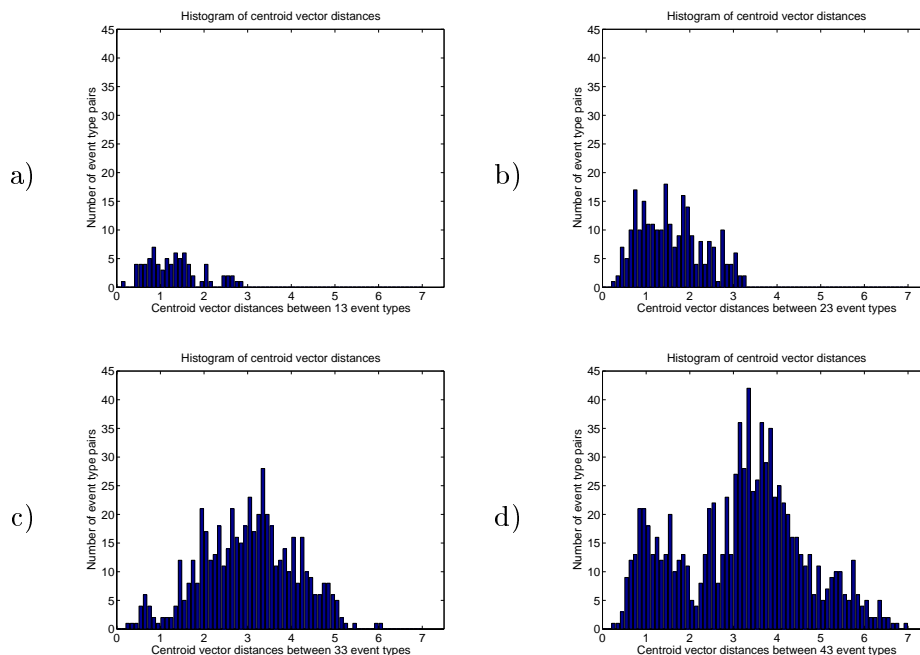 Histogram of centroid vector distances
45
40
35
30
25
20
15
10
5
0
Number of event type pairs
a)
0 1 2 3 4 5 6 7
Centroid vector distances between 13 event types
Histogram of centroid vector distances
45
40
35
30
25
20
15
10
5
0
Number of event type pairs
b)
0 1 2 3 4 5 6 7
Centroid vector distances between 23 event types
Histogram of centroid vector distances
45
40
35
30
25
20
15
10
5
0
Number of event type pairs
c)
0 1 2 3 4 5 6 7
Centroid vector distances between 33 event types
Histogram of centroid vector distances
45
40
35
30
25
20
15
10
5
0
Number of event type pairs
d)
0 1 2 3 4 5 6 7
Centroid vector distances between 43 event types